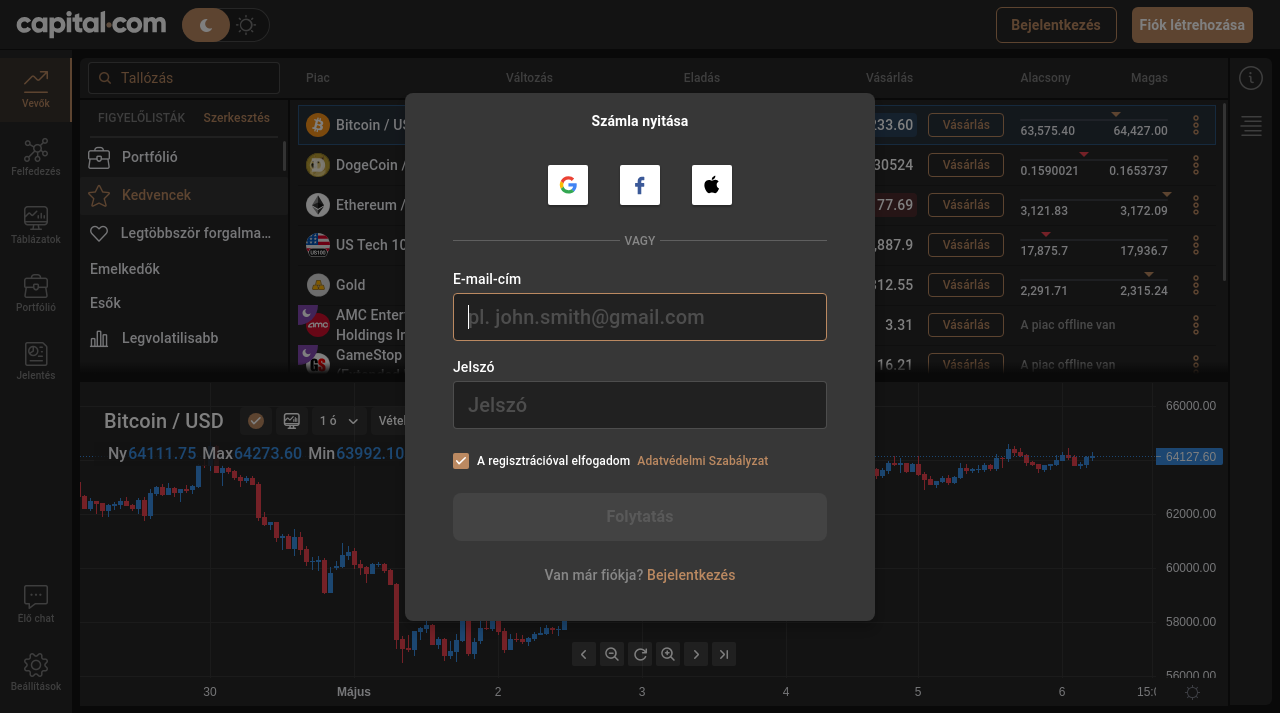 capital.com
Bejelentkezés
Fiók létrehozása
Vevők
Felfedezés
Táblázatok
Portfólió
Jelentés
Élő chat
Beállítások
Tallózás
FIGYELŐLISTÁK Szerkesztés
Portfólió
Kedvencek
Legtöbbször forgalma...
Emelkedők
Esők
Legvolatilisabb
Piac Változás Eladás Vásárlás Alacsony Magas
Bitcoin / US 233.60 Vásárlás 63,575.40 64,427.00
DogeCoin / 30524 Vásárlás 0.1590021 0.1653737
Ethereum / 77.69 Vásárlás 3,121.83 3,172.09
US Tech 10 ,887.9 Vásárlás 17,875.7 17,936.7
Gold 312.55 Vásárlás 2,291.71 2,315.24
AMC Enter
Holdings In 3.31 A piac offline van
GameStop
16.21 A piac offline van
Számla nyitása
VAGY
E-mail-cím
pl. john.smith@gmail.com
Jelszó
Jelszó
A regisztrációval elfogadom Adatvédelmi Szabályzat
Folytatás
Van már fiókja? Bejelentkezés
Bitcoin / USD 1 ó Vétel
Ny64111.75 Max64273.60 Min63992.10
66000.00
64127.60
62000.00
60000.00
58000.00
56000.00
30 Május 2 3 4 5 6 15:0